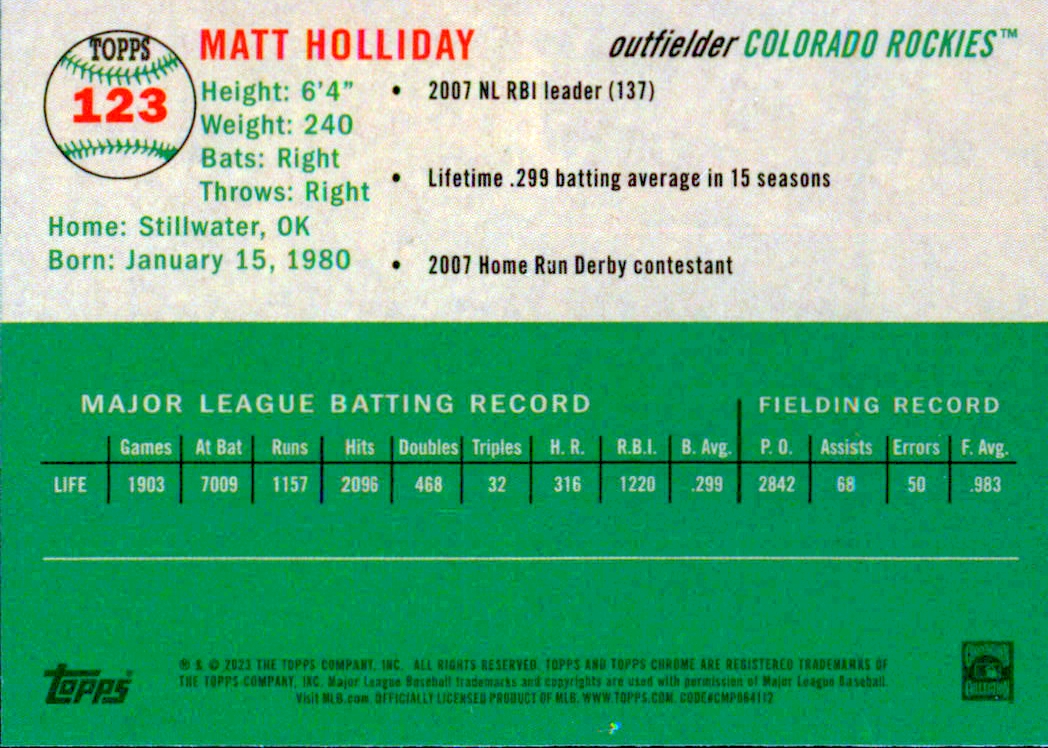 TOPPS
123
MATT HOLLIDAY
outfielder COLORADO ROCKIES™
Height: 6'4"
Weight: 240
Bats: Right
Throws: Right
Home: Stillwater, OK
Born: January 15, 1980
• 2007 NL RBI leader (137)
• Lifetime .299 batting average in 15 seasons
• 2007 Home Run Derby contestant
MAJOR LEAGUE BATTING RECORD FIELDING RECORD
Games At Bat Runs Hits Doubles Triples H. R. R.B.I. B. Avg. P. O. Assists Errors F. Avg.
LIFE 1903 7009 1157 2096 468 32 316 1220 .299 2842 68 50 .983
Topps
® & © 2023 THE TOPPS COMPANY, INC. ALL RIGHTS RESERVED. TOPPS AND TOPPS CHROME ARE REGISTERED TRADEMARKS OF
THE TOPPS COMPANY, INC. Major League Baseball trademarks and copyrights are used with permission of Major League Baseball.
Visit MLB.com. OFFICIALLY LICENSED PRODUCT OF MLB. WWW.TOPPS.COM. CODE#CMP064112
COLLECTION